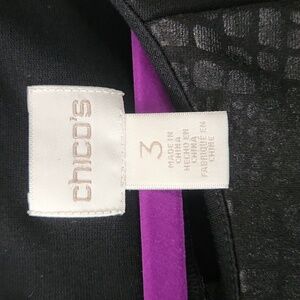 chico's
3
MADE IN
CHINA
HECHO EN
CHINA
FABRIQUÉ EN
CHINE